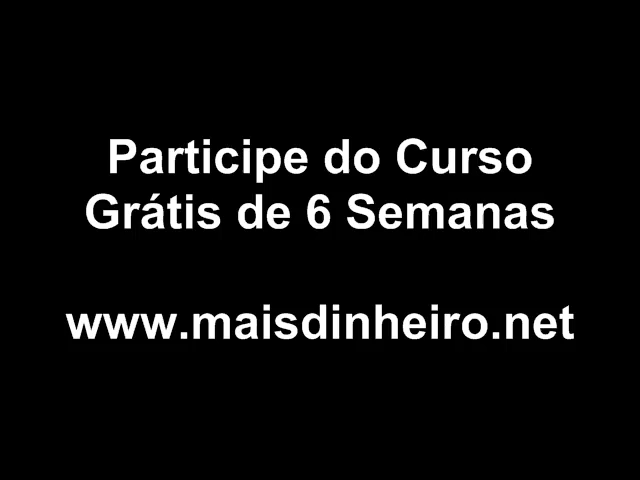 Participe do Curso
Grátis de 6 Semanas
www.maisdinheiro.net